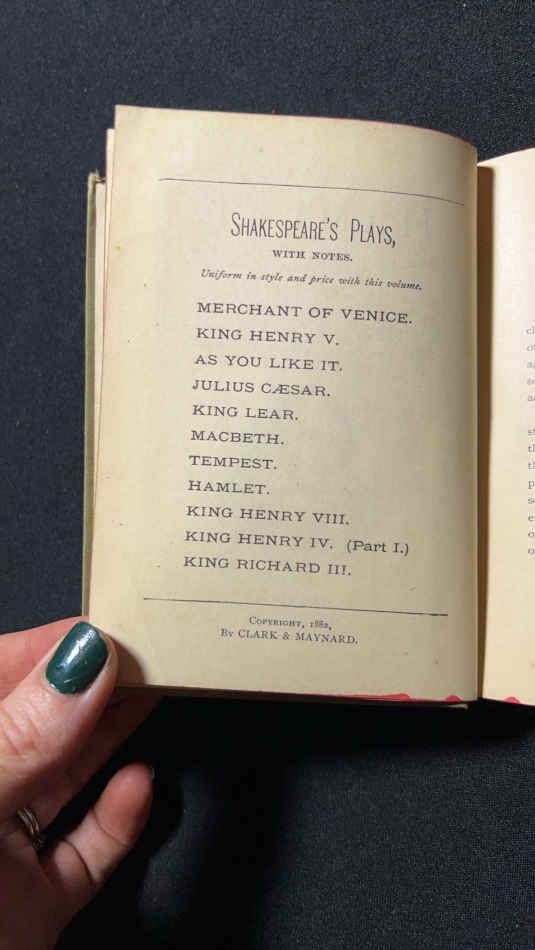 SHAKESPEARE'S PLAYS,
WITH NOTES.
Uniform in style and price with this volume.
MERCHANT OF VENICE.
KING HENRY V.
AS YOU LIKE IT.
JULIUS CÆSAR.
KING LEAR.
MACBETH.
TEMPEST.
HAMLET.
KING HENRY VIII.
KING HENRY IV. (Part I.)
KING RICHARD III.
COPYRIGHT, 1882,
BY CLARK & MAYNARD.